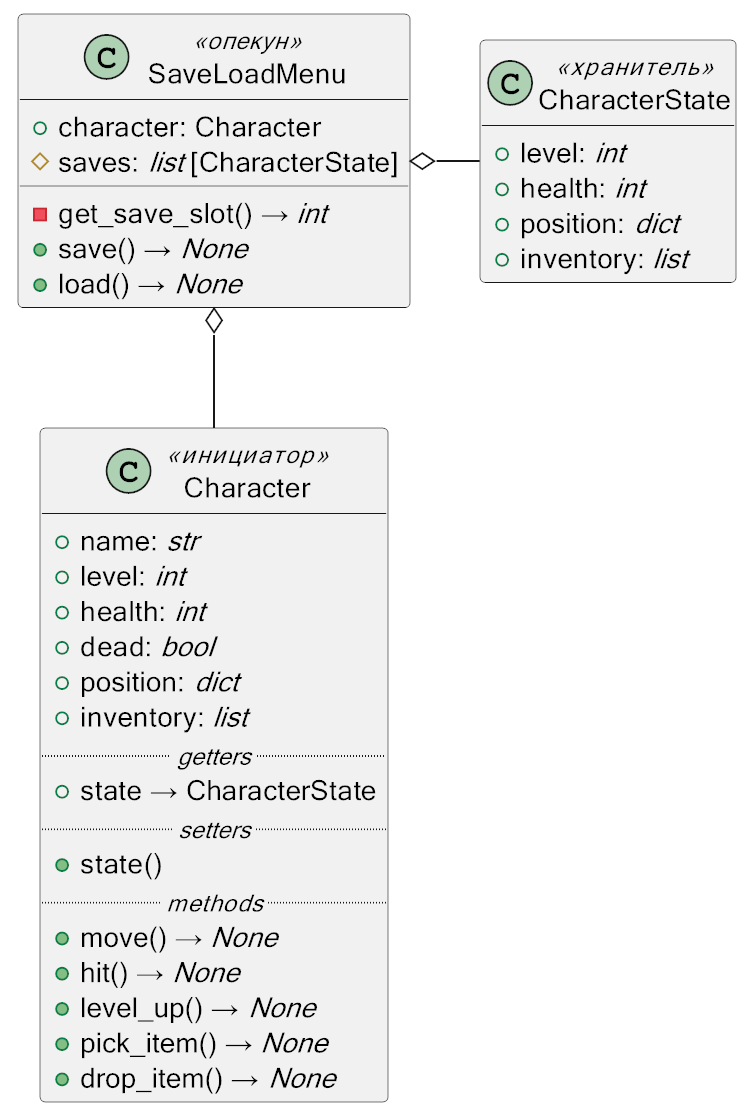 C
«опекун»
SaveLoadMenu
character: Character
saves: list [CharacterState]
get_save_slot() → int
save() → None
load() → None
C
«хранитель»
CharacterState
level: int
health: int
position: dict
inventory: list
C
«инициатор»
Character
name: str
level: int
health: int
dead: bool
position: dict
inventory: list
getters
state → CharacterState
setters
state()
methods
move() → None
hit() → None
level_up() → None
pick_item() → None
drop_item() → None